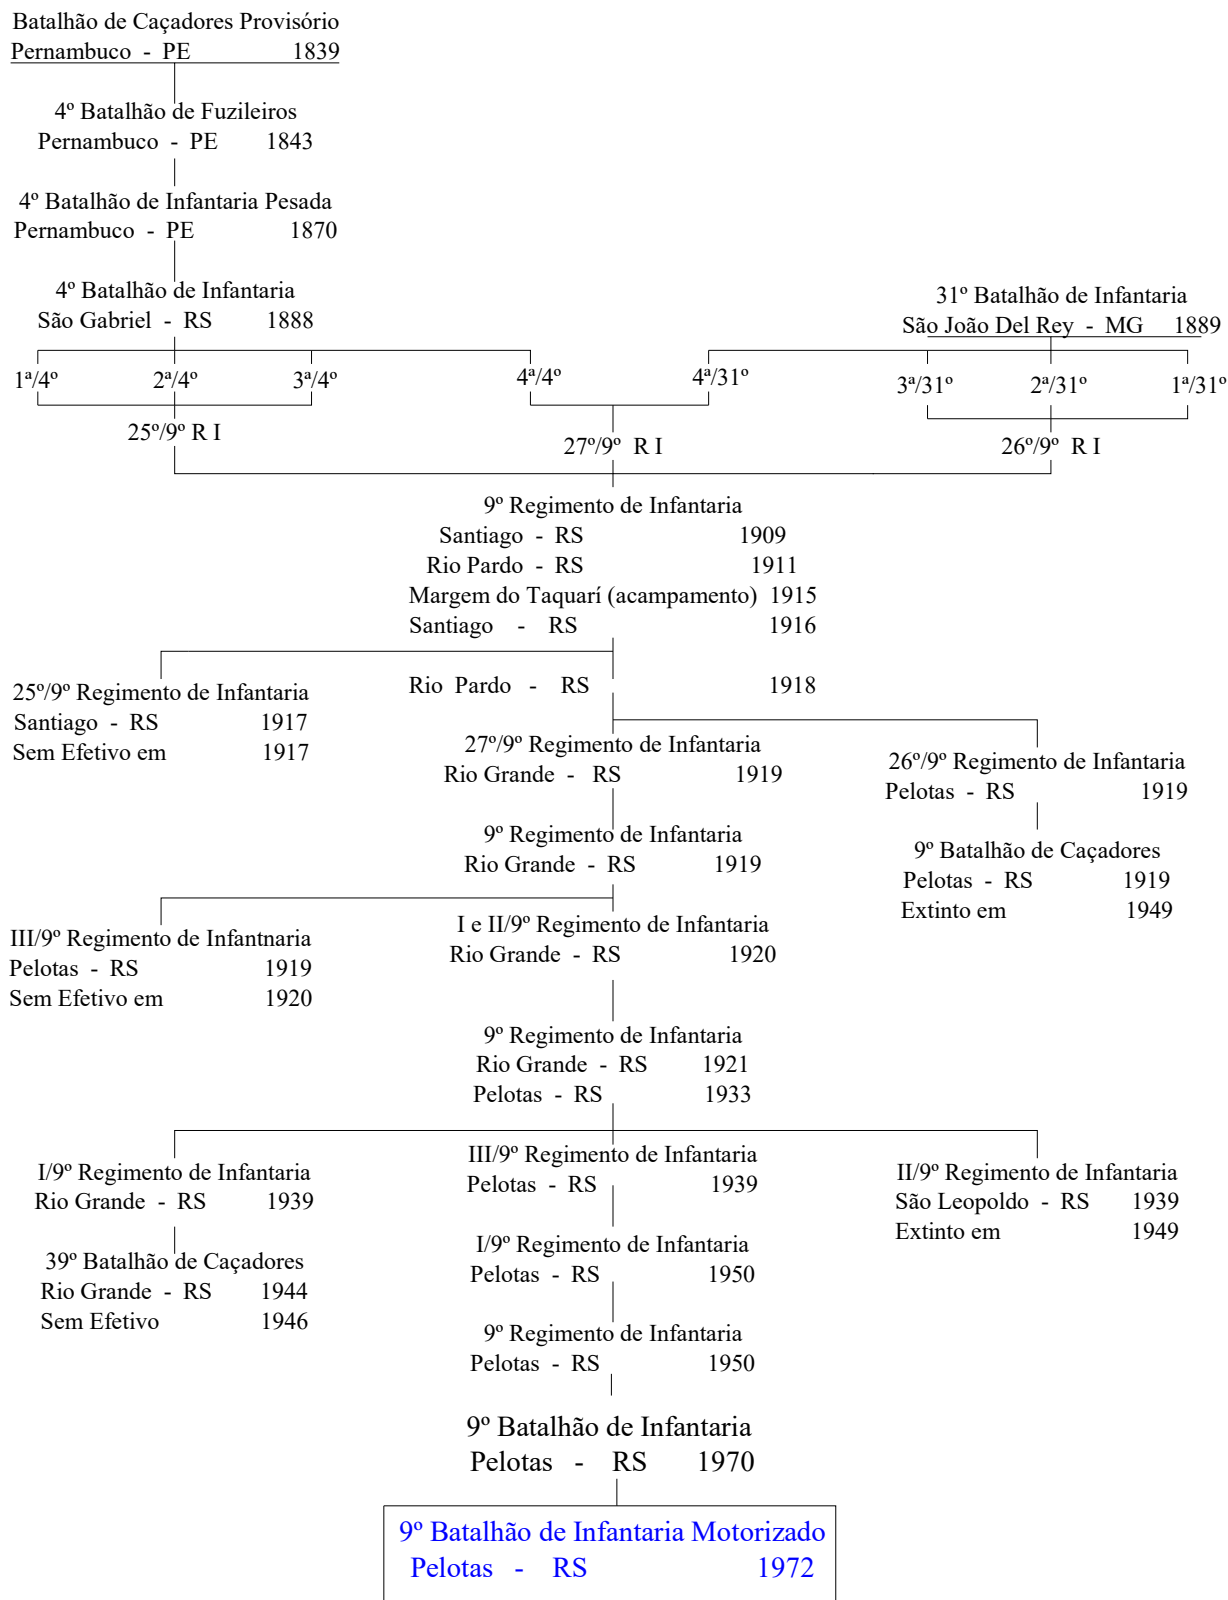 Batalhão de Caçadores Provisório
Pernambuco - PE 1839
4º Batalhão de Fuzileiros
Pernambuco - PE 1843
4º Batalhão de Infantaria Pesada
Pernambuco - PE 1870
4º Batalhão de Infantaria
São Gabriel - RS 1888
31º Batalhão de Infantaria
São João Del Rey - MG 1889
1ª/4º 2ª/4º 3ª/4º 4ª/4º 4ª/31º 3ª/31º 2ª/31º 1ª/31º
25º/9º R I 27º/9º R I 26º/9º R I
9º Regimento de Infantaria
Santiago - RS 1909
Rio Pardo - RS 1911
Margem do Taquarí (acampamento) 1915
Santiago - RS 1916
25º/9º Regimento de Infantaria
Santiago - RS 1917
Sem Efetivo em 1917
Rio Pardo - RS 1918
27º/9º Regimento de Infantaria
Rio Grande - RS 1919
26º/9º Regimento de Infantaria
Pelotas - RS 1919
9º Regimento de Infantaria
Rio Grande - RS 1919
9º Batalhão de Caçadores
Pelotas - RS 1919
Extinto em 1949
III/9º Regimento de Infantnaria
Pelotas - RS 1919
Sem Efetivo em 1920
I e II/9º Regimento de Infantaria
Rio Grande - RS 1920
9º Regimento de Infantaria
Rio Grande - RS 1921
Pelotas - RS 1933
I/9º Regimento de Infantaria
Rio Grande - RS 1939
39º Batalhão de Caçadores
Rio Grande - RS 1944
Sem Efetivo 1946
III/9º Regimento de Infantaria
Pelotas - RS 1939
II/9º Regimento de Infantaria
São Leopoldo - RS 1939
Extinto em 1949
I/9º Regimento de Infantaria
Pelotas - RS 1950
9º Regimento de Infantaria
Pelotas - RS 1950
9º Batalhão de Infantaria
Pelotas - RS 1970
9º Batalhão de Infantaria Motorizado
Pelotas - RS 1972